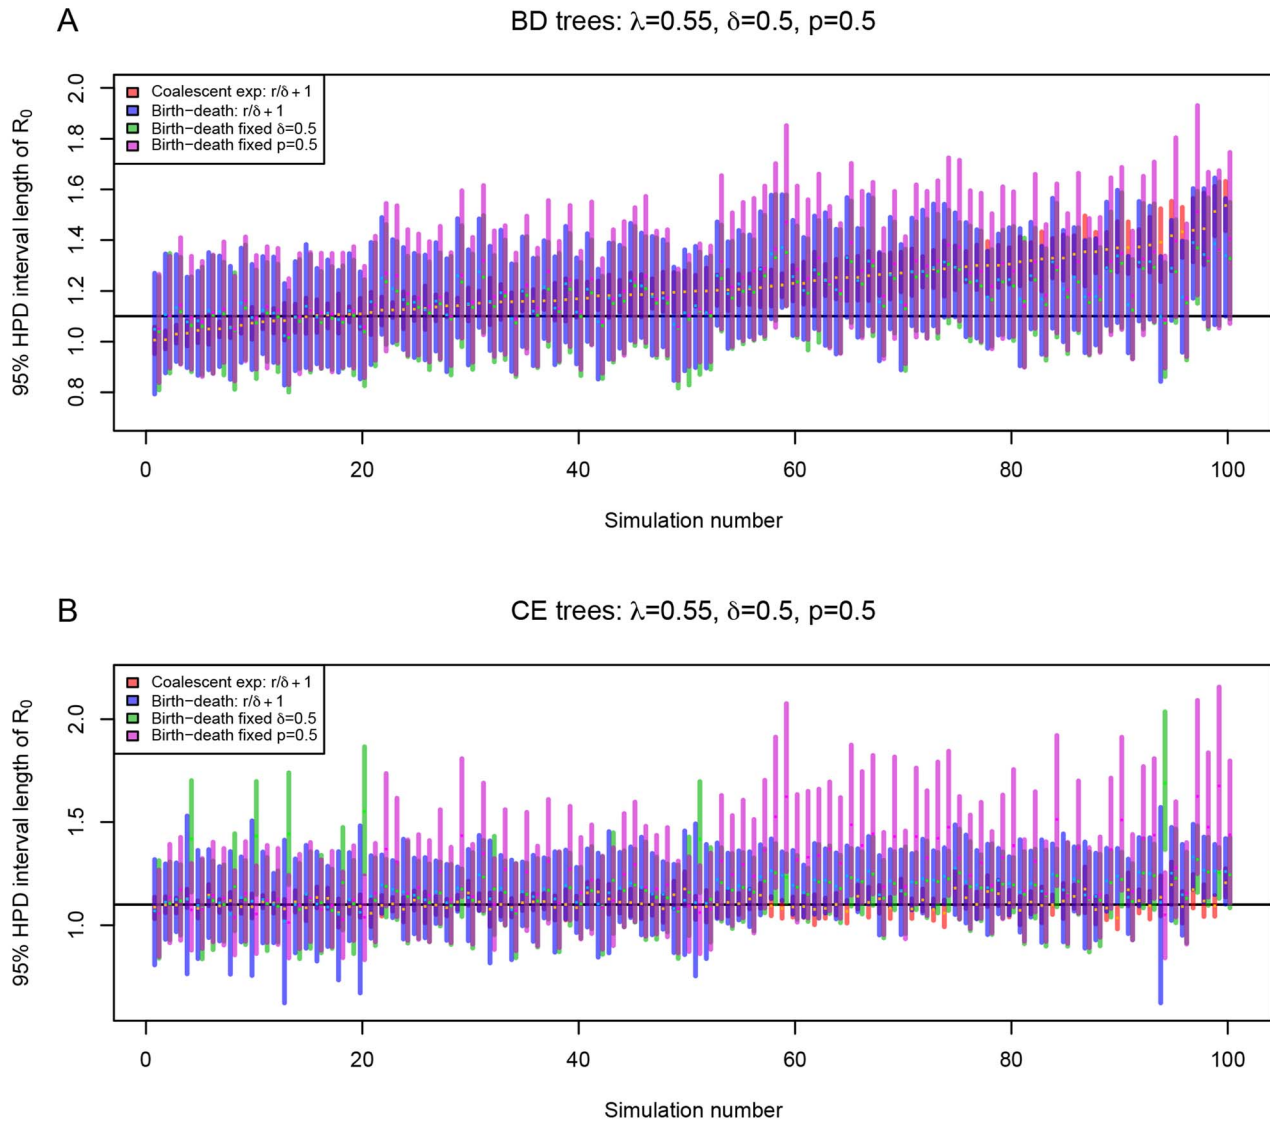 A
BD trees: λ=0.55, δ=0.5, p=0.5
95% HPD interval length of R₀
2.0
1.8
1.6
1.4
1.2
1.0
0.8
Coalescent exp: r/δ+1
Birth−death: r/δ+1
Birth−death fixed δ=0.5
Birth−death fixed p=0.5
0 20 40 60 80 100
Simulation number
B
CE trees: λ=0.55, δ=0.5, p=0.5
95% HPD interval length of R₀
2.0
1.5
1.0
Coalescent exp: r/δ+1
Birth−death: r/δ+1
Birth−death fixed δ=0.5
Birth−death fixed p=0.5
0 20 40 60 80 100
Simulation number